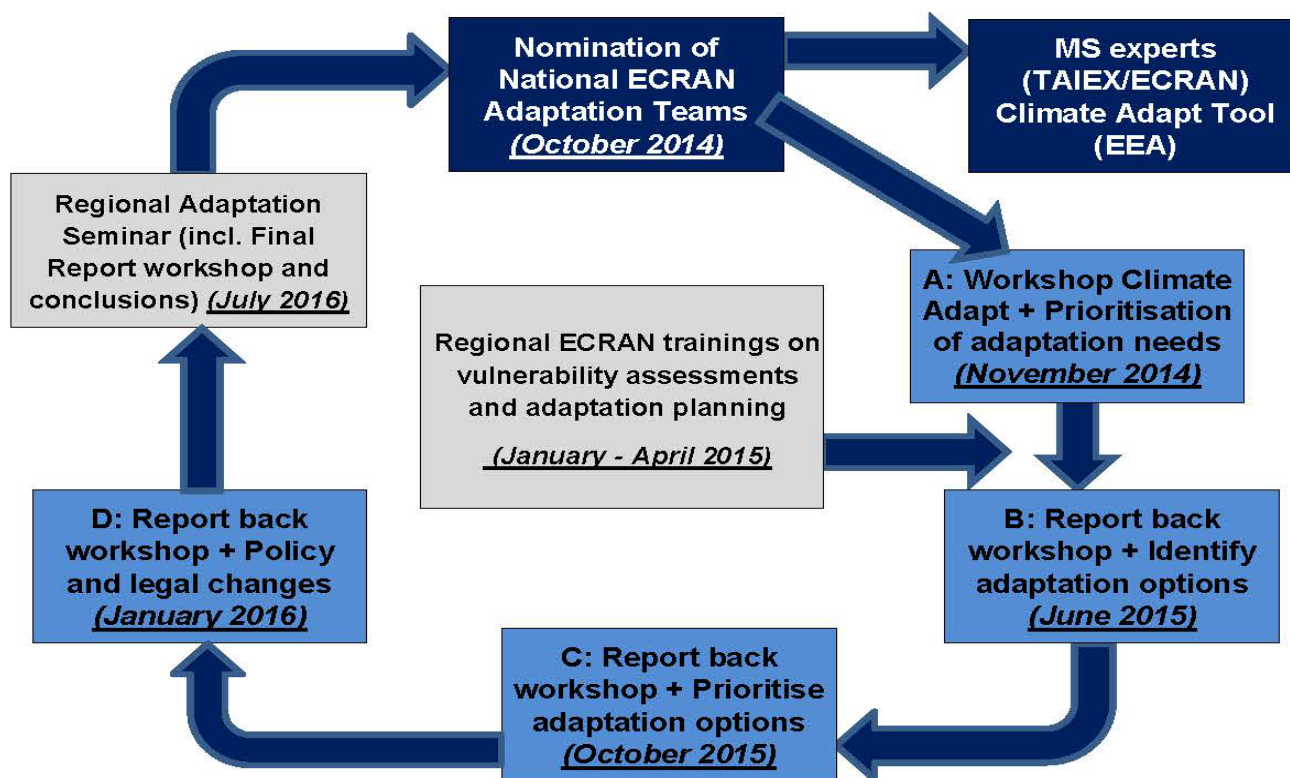 Nomination of
National ECRAN
Adaptation Teams
(October 2014)
MS experts
(TAIEX/ECRAN)
Climate Adapt Tool
(EEA)
Regional Adaptation
Seminar (incl. Final
Report workshop and
conclusions) (July 2016)
A: Workshop Climate
Adapt + Prioritisation
of adaptation needs
(November 2014)
Regional ECRAN trainings on
vulnerability assessments
and adaptation planning
(January - April 2015)
D: Report back
workshop + Policy
and legal changes
(January 2016)
B: Report back
workshop + Identify
adaptation options
(June 2015)
C: Report back
workshop + Prioritise
adaptation options
(October 2015)